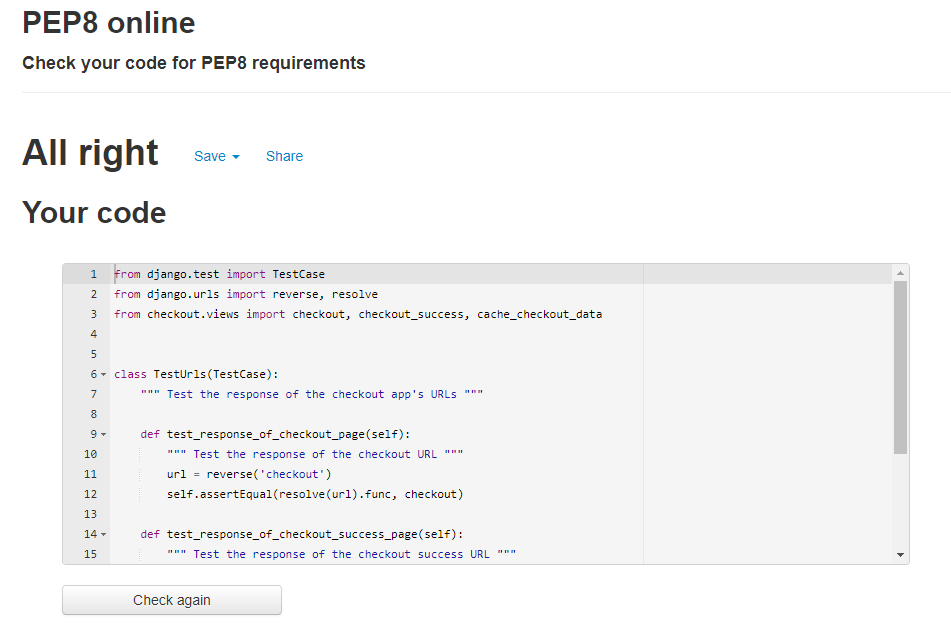 PEP8 online
Check your code for PEP8 requirements
All right Save Share
Your code
1 from django.test import TestCase
2 from django.urls import reverse, resolve
3 from checkout.views import checkout, checkout_success, cache_checkout_data
4
5
6 class TestUrls(TestCase):
7 """ Test the response of the checkout app's URLs """
8
9 def test_response_of_checkout_page(self):
10 """ Test the response of the checkout URL """
11 url = reverse('checkout')
12 self.assertEqual(resolve(url).func, checkout)
13
14 def test_response_of_checkout_success_page(self):
15 """ Test the response of the checkout success URL """
Check again